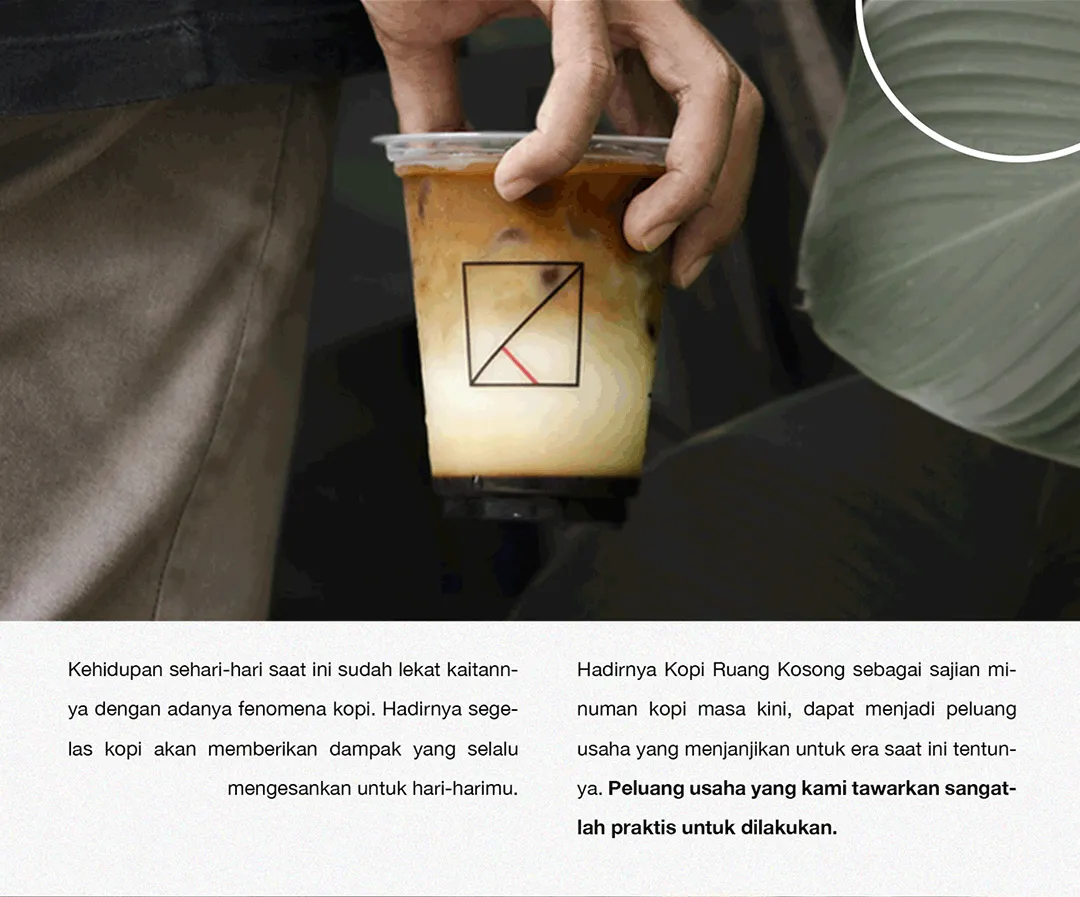 Kehidupan sehari-hari saat ini sudah lekat kaitann-
ya dengan adanya fenomena kopi. Hadirnya sege-
las kopi akan memberikan dampak yang selalu
mengesankan untuk hari-harimu.
Hadirnya Kopi Ruang Kosong sebagai sajian mi-
numan kopi masa kini, dapat menjadi peluang
usaha yang menjanjikan untuk era saat ini tentun-
ya. Peluang usaha yang kami tawarkan sangat-
lah praktis untuk dilakukan.